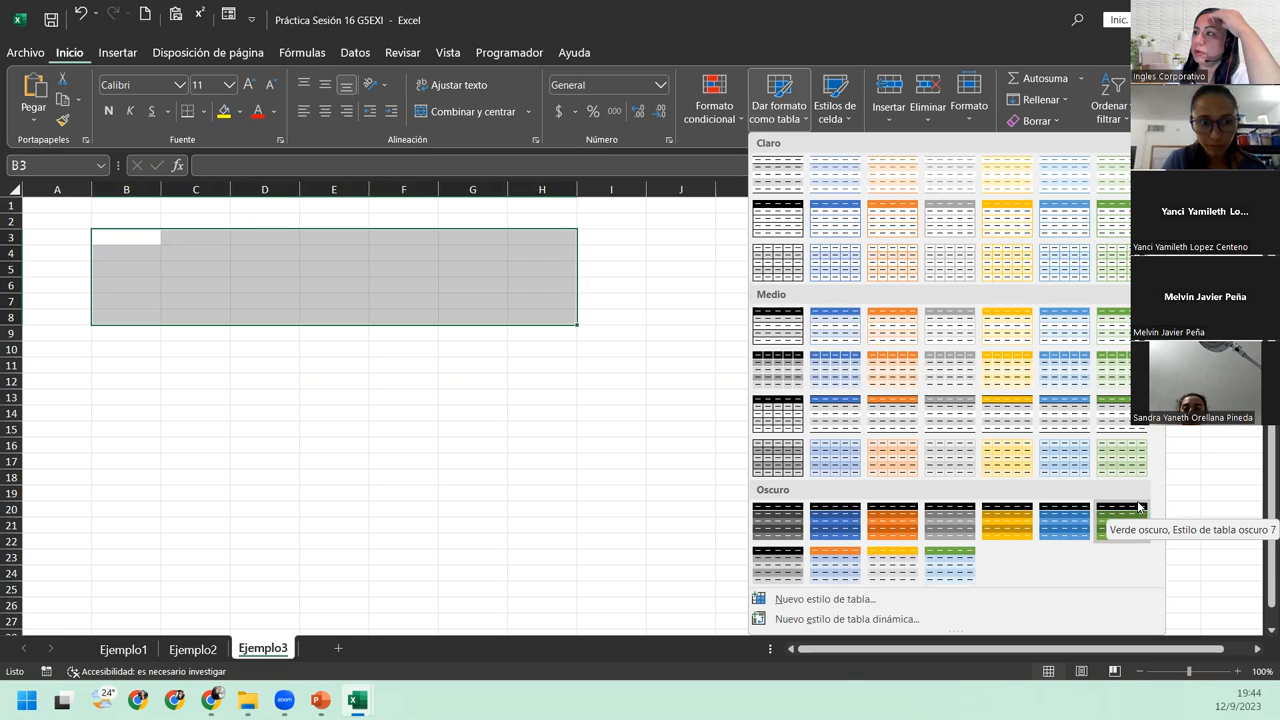 Práctica Sesión 16 G5EXI - Excel
Inic.
Archivo Inicio Insertar Disposición de página Fórmulas Datos Revisar Programador Ayuda
Pegar
Calibri 11
N K S
ab Ajustar texto
Combinar y centrar
General
$ % 000
Formato condicional
Dar formato como tabla
Estilos de celda
Insertar Eliminar Formato
Autosuma
Rellenar
Borrar
Ordenar filtrar
Portapapeles Fuente Alineación Número
B3 fx
A D F G H I J
1
2
3
4
5
6
7
8
9
10
11
12
13
14
15
16
17
18
19
20
21
22
23
24
25
26
27
Claro
Medio
Oscuro
Verde oscuro, Estilo de tabla oscuro 7
Nuevo estilo de tabla...
Nuevo estilo de tabla dinámica...
Ingles Corporativo
Yanci Yamileth Lo...
Yanci Yamileth Lopez Centeno
Melvin Javier Peña
Melvin Javier Peña
Sandra Yaneth Orellana Pineda
Ejemplo1 Ejemplo2 Ejemplo3
Listo Accesibilidad: es necesario investigar
100%
24°
zoom
19:44
12/9/2023